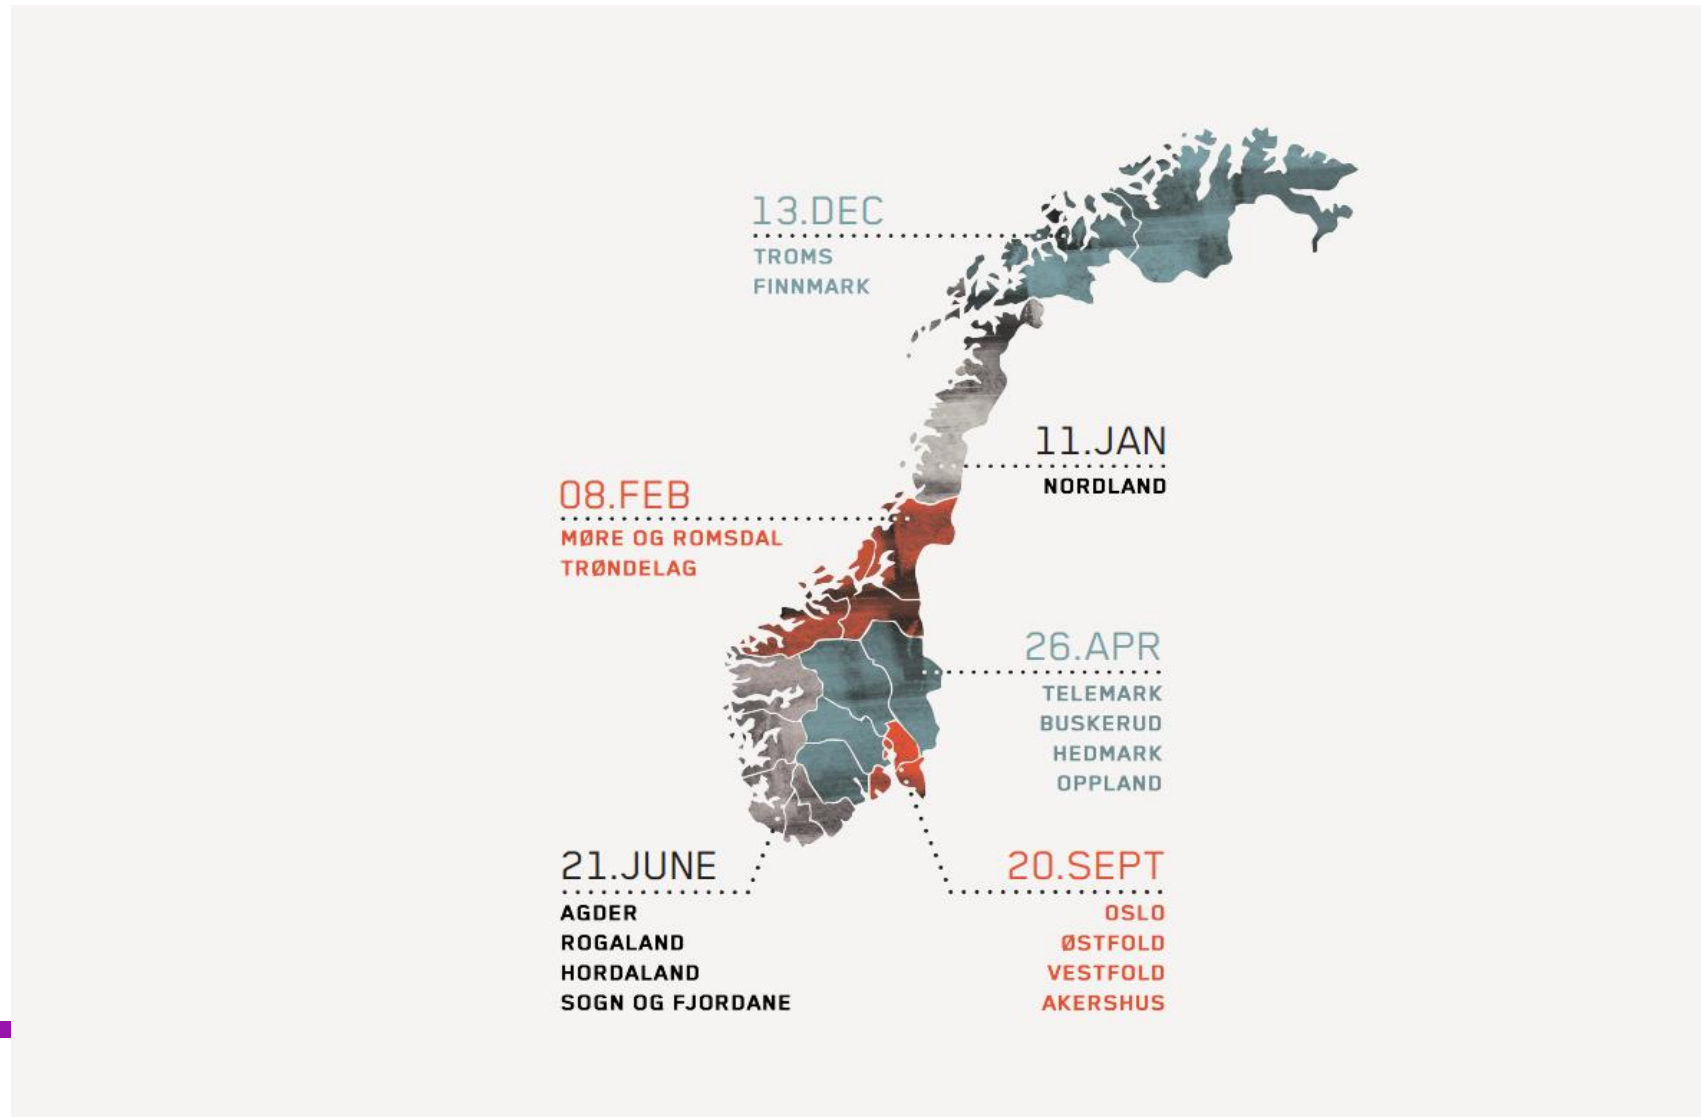 13.DEC
TROMS
FINNMARK
11.JAN
NORDLAND
08.FEB
MØRE OG ROMSDAL
TRØNDELAG
26.APR
TELEMARK
BUSKERUD
HEDMARK
OPPLAND
21.JUNE
AGDER
ROGALAND
HORDALAND
SOGN OG FJORDANE
20.SEPT
OSLO
ØSTFOLD
VESTFOLD
AKERSHUS